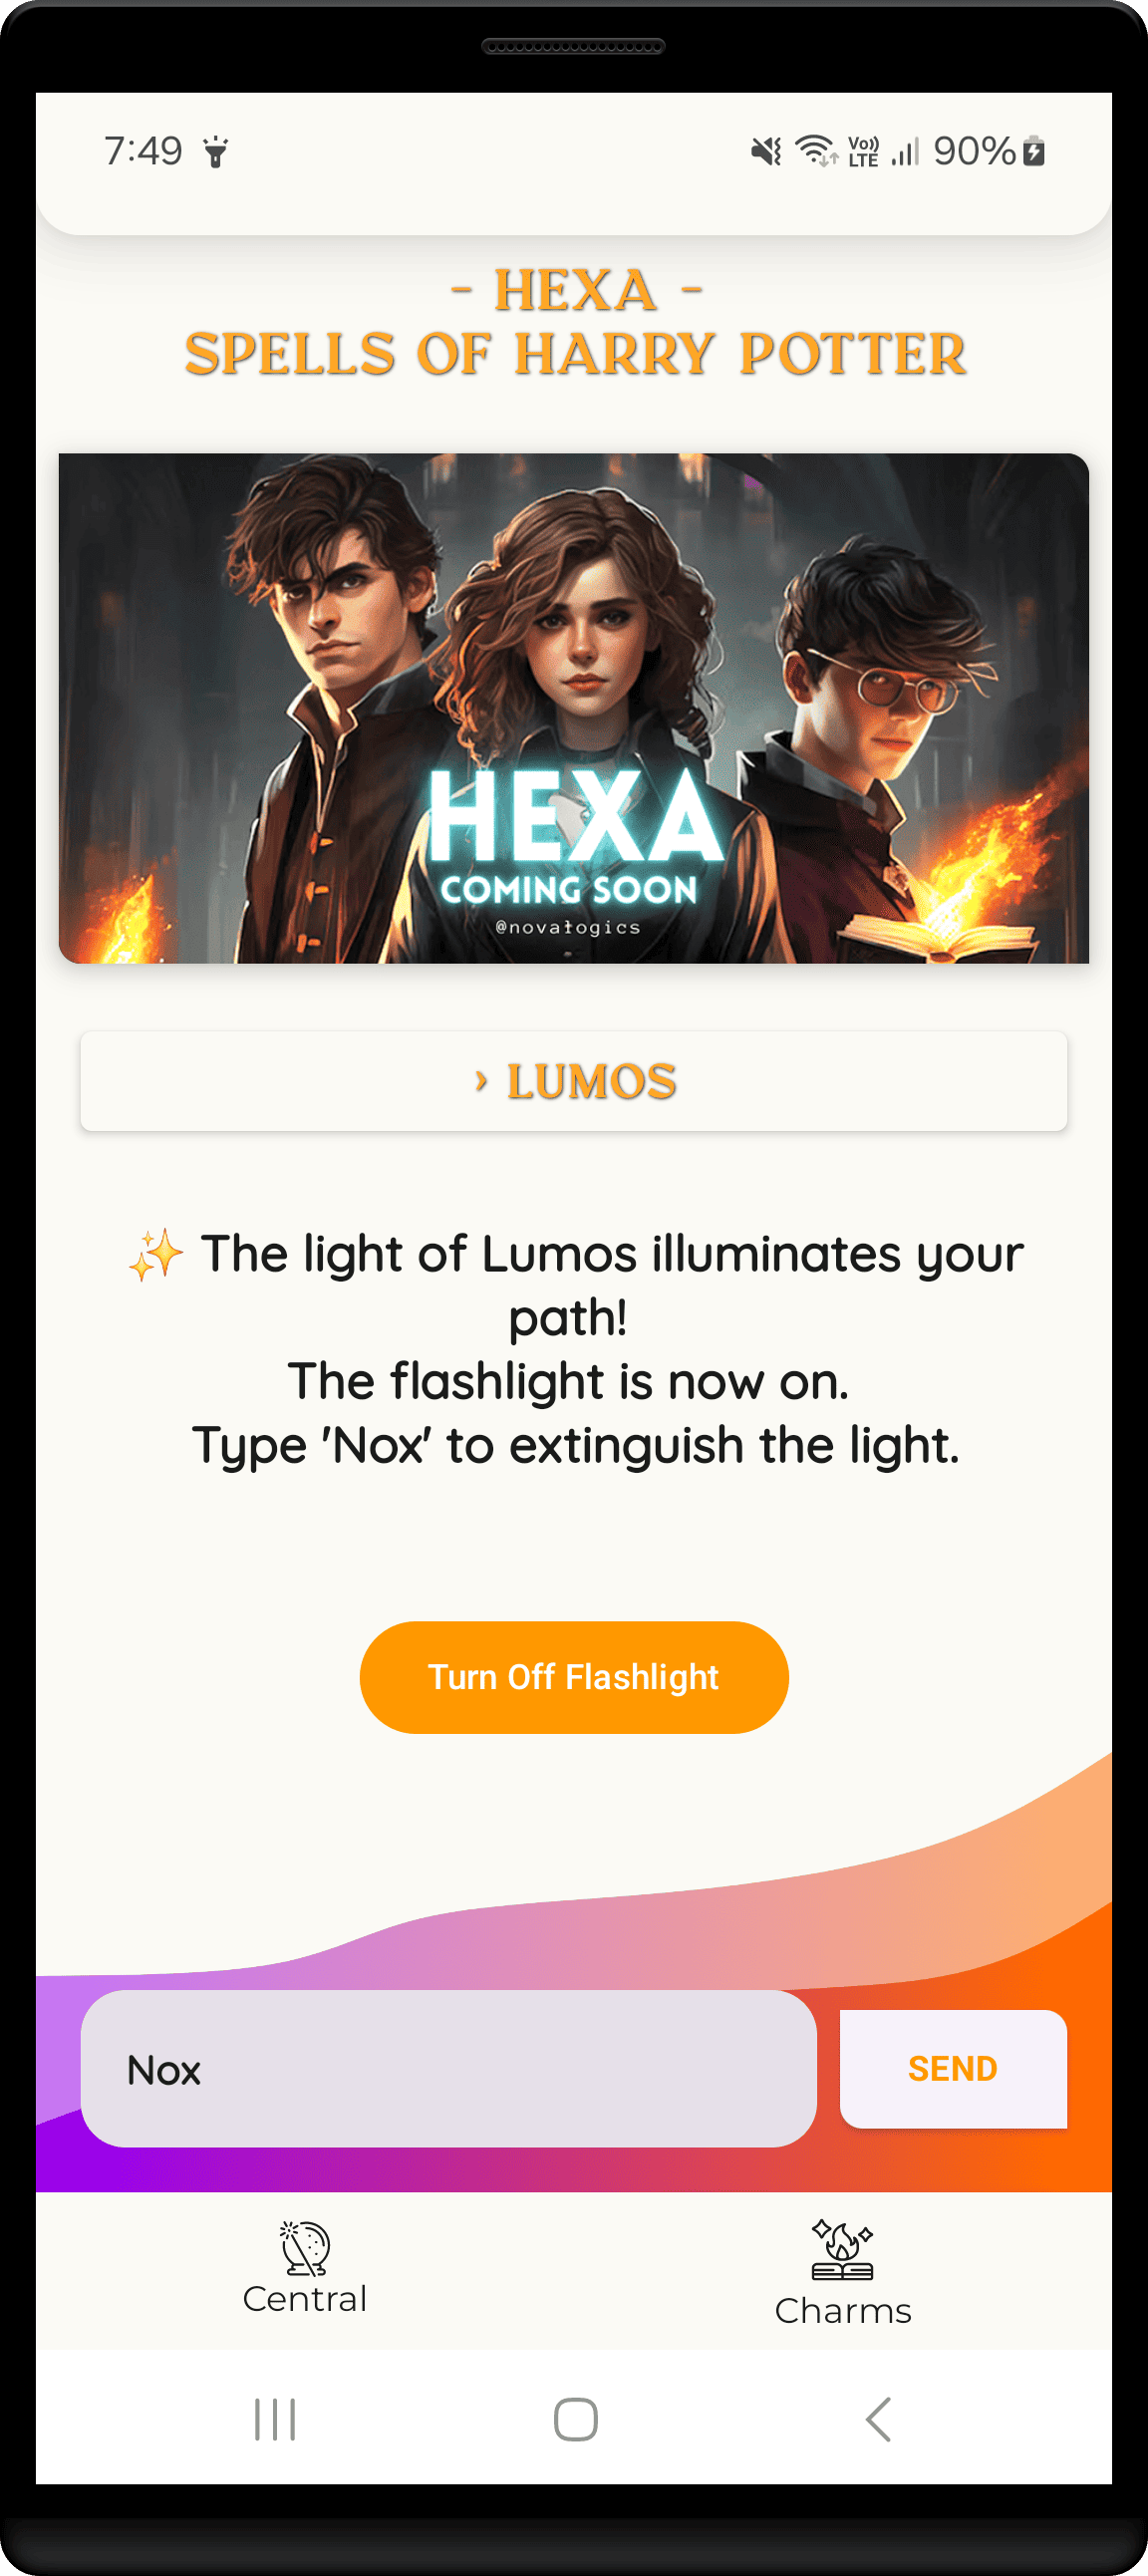 7:49
Vo)) LTE 90%
- HEXA -
SPELLS OF HARRY POTTER
HEXA
COMING SOON
@novalogics
› LUMOS
✨ The light of Lumos illuminates your
path!
The flashlight is now on.
Type 'Nox' to extinguish the light.
Turn Off Flashlight
Nox
SEND
Central
Charms